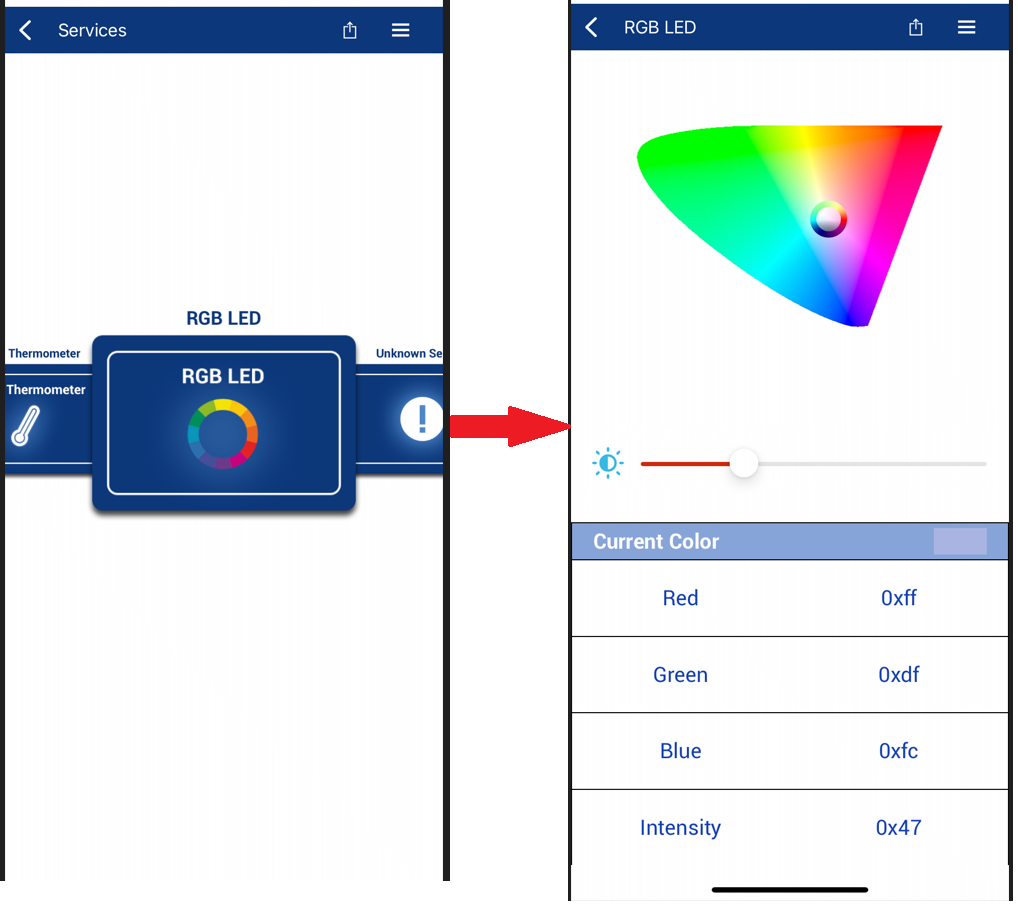 Services
RGB LED
Thermometer
Unknown Se
RGB LED
Thermometer
RGB LED
Current Color
Red 0xff
Green 0xdf
Blue 0xfc
Intensity 0x47